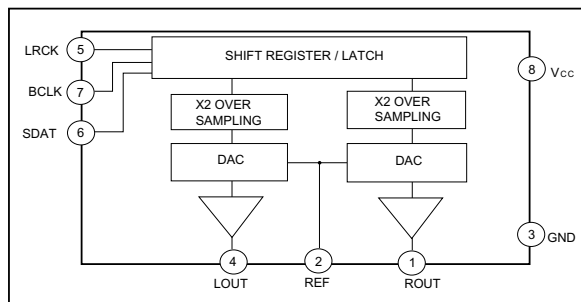 LRCK 5
SHIFT REGISTER / LATCH
8 Vcc
BCLK 7
X2 OVER
SAMPLING
X2 OVER
SAMPLING
SDAT 6
DAC
DAC
3 GND
4
2
1
LOUT
REF
ROUT